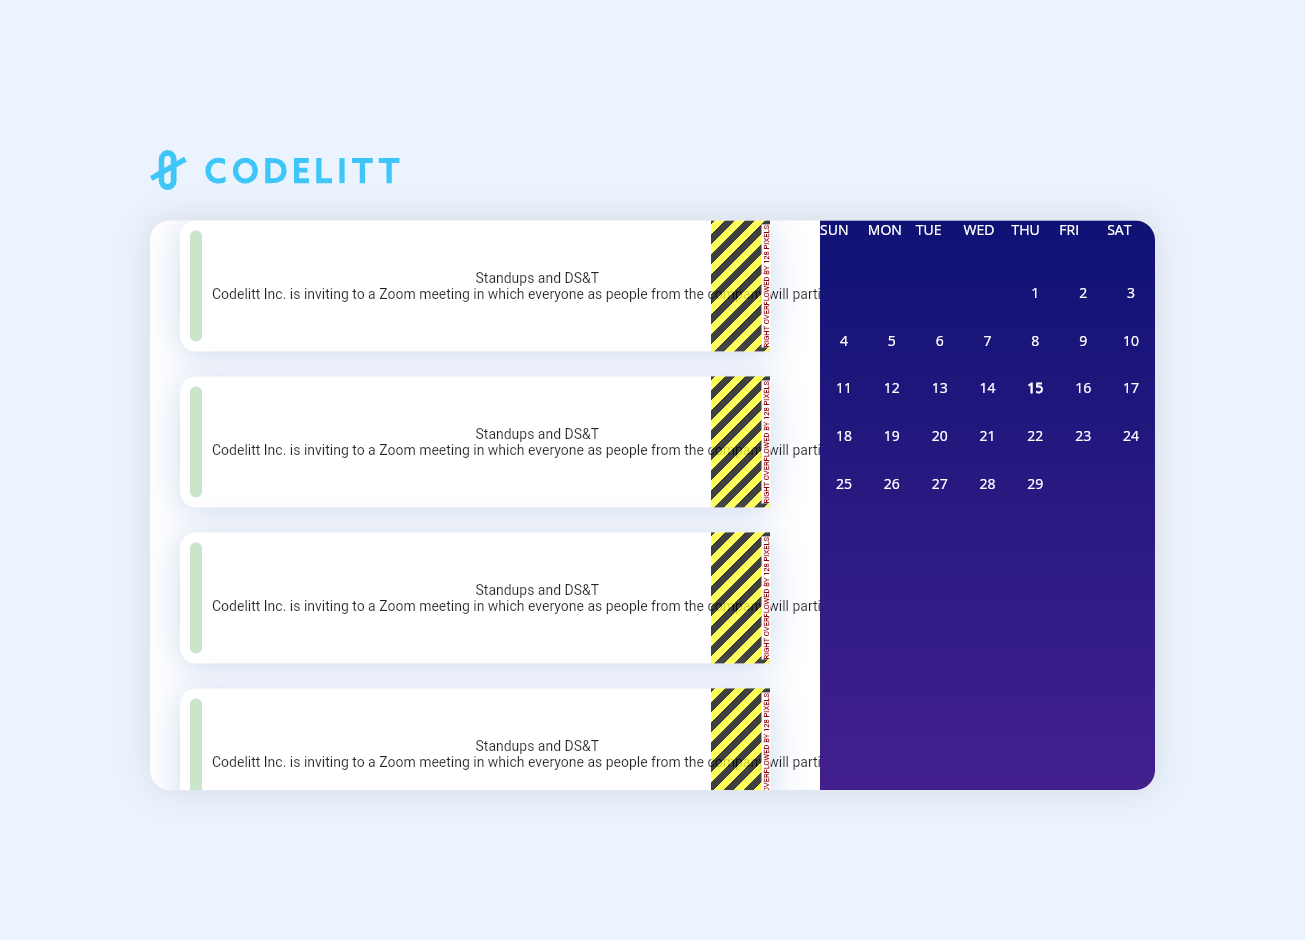 CODELITT
Standups and DS&T
Codelitt Inc. is inviting to a Zoom meeting in which everyone as people from the company will parti
RIGHT OVERFLOWED BY 128 PIXELS
Standups and DS&T
Codelitt Inc. is inviting to a Zoom meeting in which everyone as people from the company will parti
RIGHT OVERFLOWED BY 128 PIXELS
Standups and DS&T
Codelitt Inc. is inviting to a Zoom meeting in which everyone as people from the company will parti
RIGHT OVERFLOWED BY 128 PIXELS
Standups and DS&T
Codelitt Inc. is inviting to a Zoom meeting in which everyone as people from the company will parti
OVERFLOWED BY 128 PIXELS
SUN MON TUE WED THU FRI SAT
1 2 3
4 5 6 7 8 9 10
11 12 13 14 15 16 17
18 19 20 21 22 23 24
25 26 27 28 29